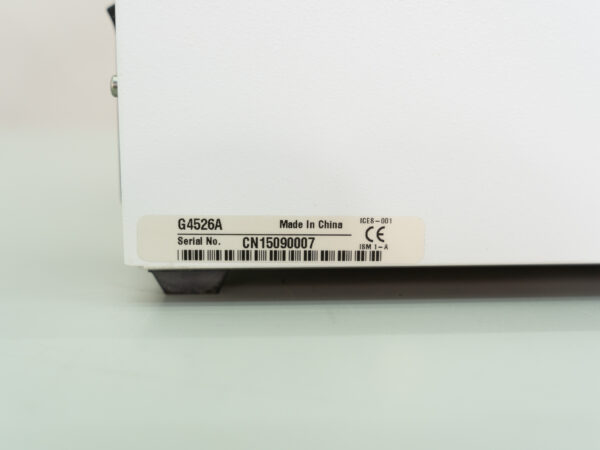 G4526A Made In China ICES-001
Serial No. CN15090007 CE
ISM 1-A